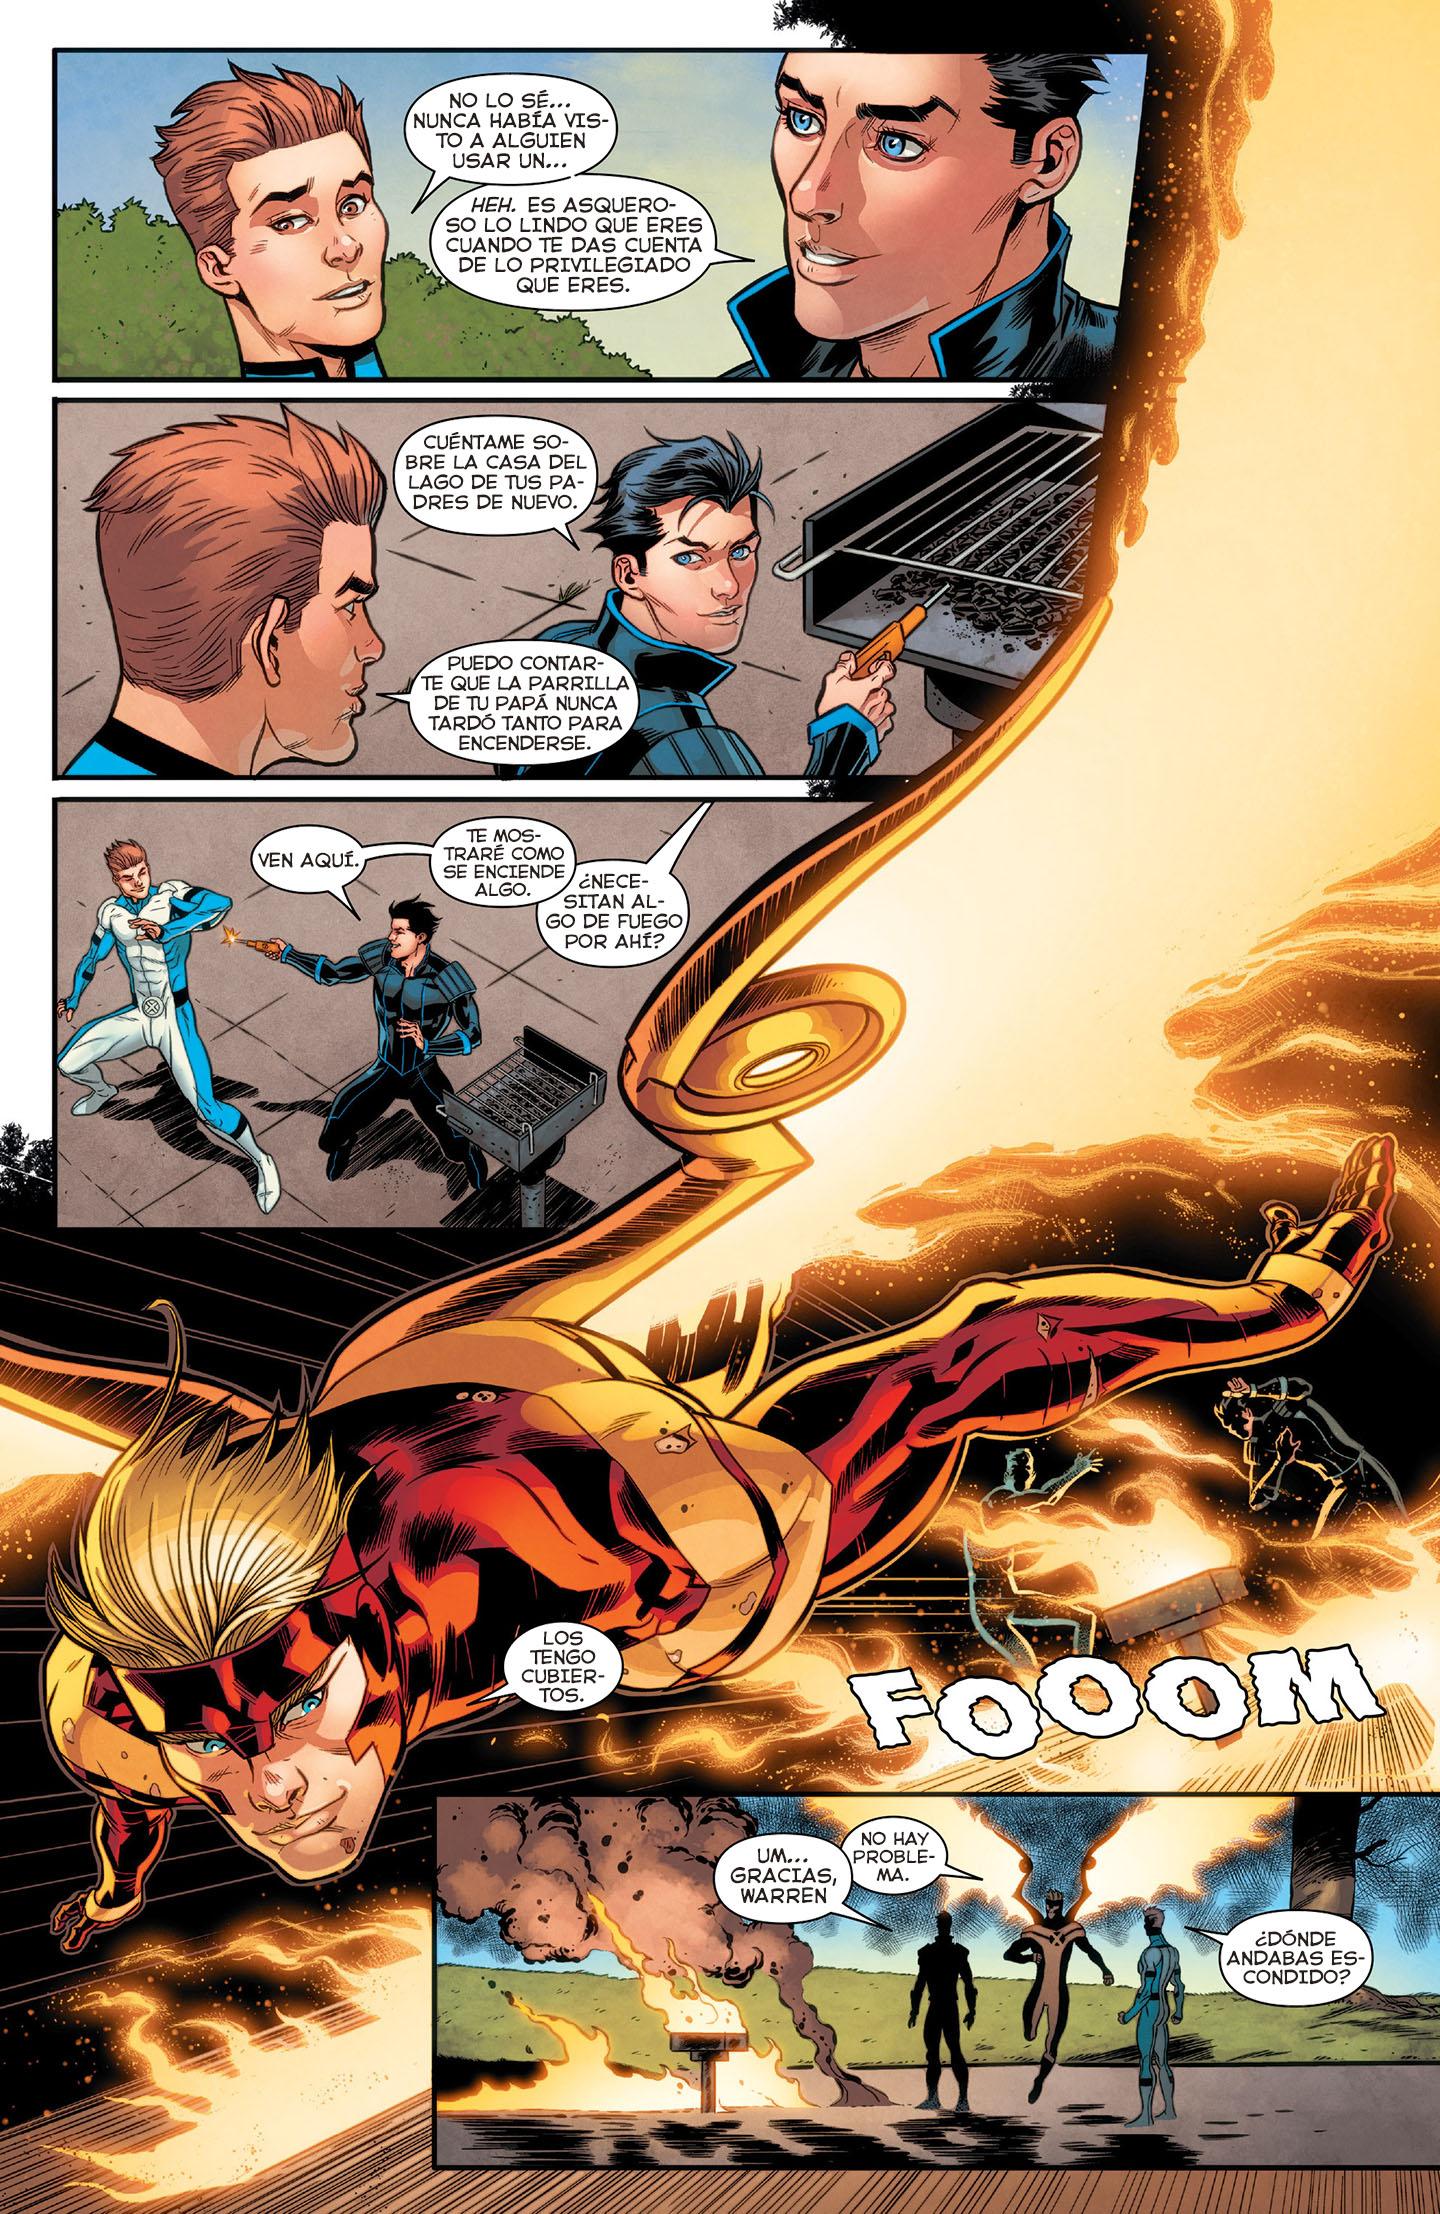 NO LO SÉ...
NUNCA HABÍA VIS-
TO A ALGUIEN
USAR UN...
HEH. ES ASQUERO-
SO LO LINDO QUE ERES
CUANDO TE DAS CUENTA
DE LO PRIVILEGIADO
QUE ERES.
CUÉNTAME SO-
BRE LA CASA DEL
LAGO DE TUS PA-
DRES DE NUEVO.
PUEDO CONTAR-
TE QUE LA PARRILLA
DE TU PAPÁ NUNCA
TARDÓ TANTO PARA
ENCENDERSE.
VEN AQUÍ.
TE MOS-
TRARÉ COMO
SE ENCIENDE
ALGO.
¿NECE-
SITAN AL-
GO DE FUEGO
POR AHÍ?
LOS
TENGO
CUBIER-
TOS.
FOOOM
UM...
GRACIAS,
WARREN
NO HAY
PROBLE-
MA.
¿DÓNDE
ANDABAS ES-
CONDIDO?